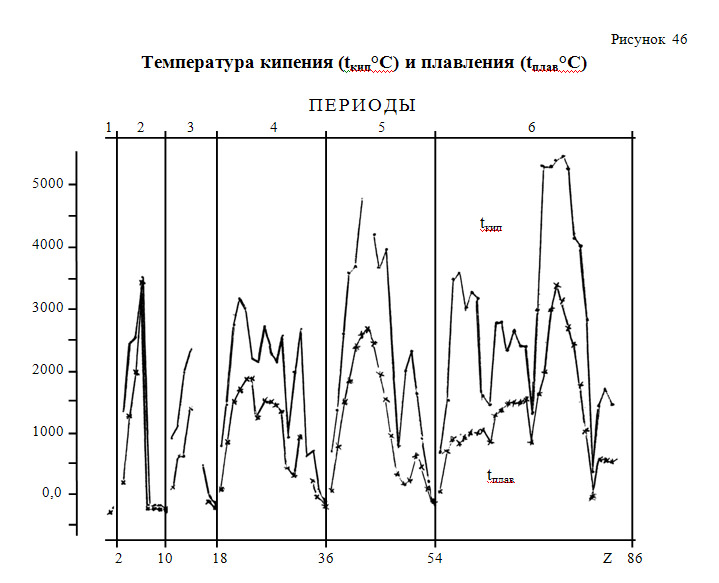 Рисунок 46
Температура кипения (tкип°С) и плавления (tплав°С)
ПЕРИОДЫ
1 2 3 4 5 6
5000
4000
3000
2000
1000
0,0
tкип
tплав
2 10 18 36 54 Z 86